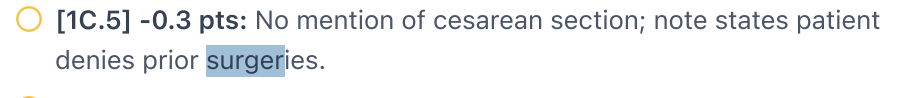 [1C.5] -0.3 pts: No mention of cesarean section; note states patient
denies prior surgeries.